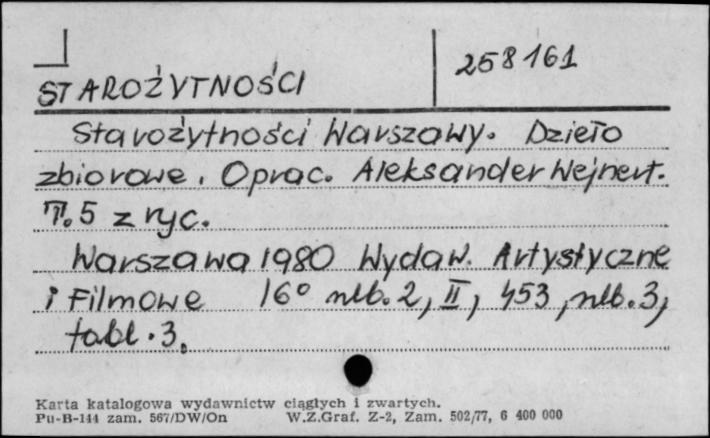 258161
STAROŻYTNOŚCI
Starożytności Warszawy. Dzieło
zbiorowe. Oprac. Aleksander Wejnert.
T.5 z ryc.
Warszawa 1980 Wydaw. Artystyczne
i Filmowe 16° nlb. 2, II, 453, nlb. 3,
tabl. 3.
Karta katalogowa wydawnictw ciągłych i zwartych.
Pu-B-144 zam. 567/DW/On W.Z.Graf. Z-2, Zam. 502/77, 6 400 000